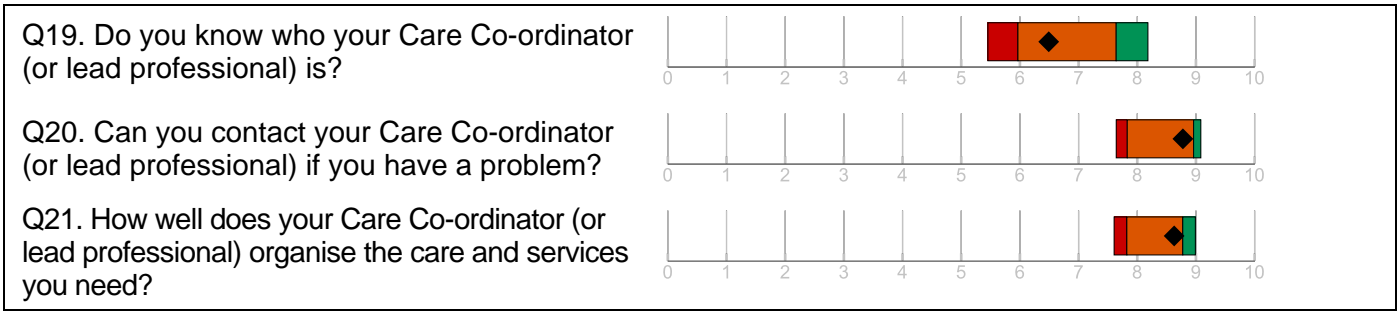 Q19. Do you know who your Care Co-ordinator
(or lead professional) is?
0 1 2 3 4 5 6 7 8 9 10
Q20. Can you contact your Care Co-ordinator
(or lead professional) if you have a problem?
0 1 2 3 4 5 6 7 8 9 10
Q21. How well does your Care Co-ordinator (or
lead professional) organise the care and services
you need?
0 1 2 3 4 5 6 7 8 9 10